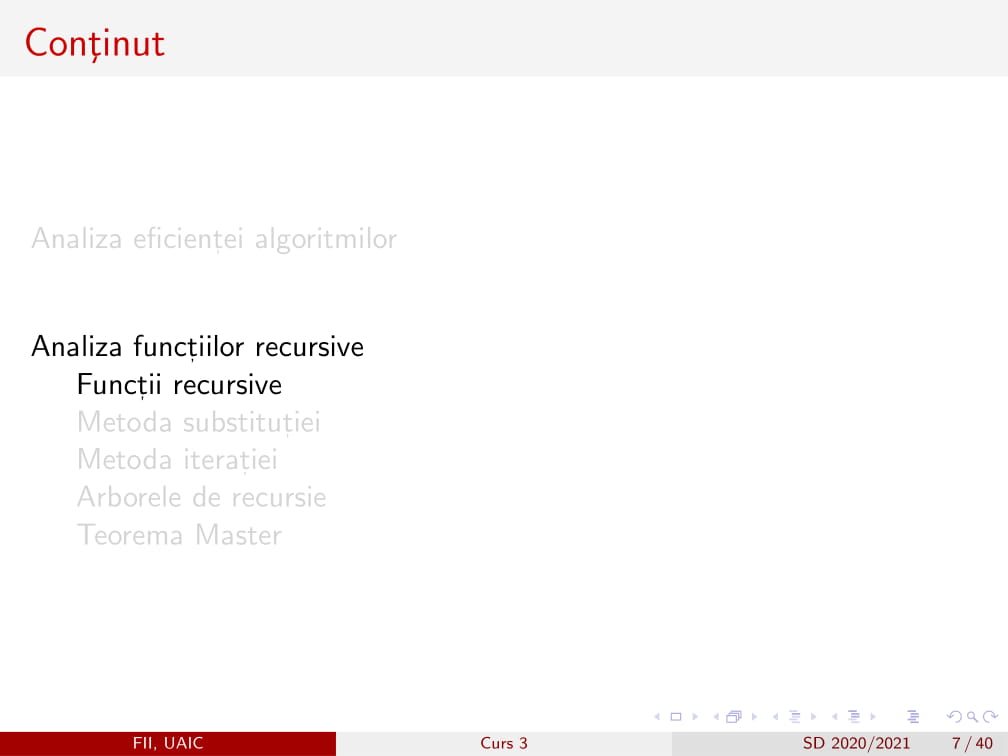 Conținut
Analiza eficienței algoritmilor
Analiza funcțiilor recursive
Funcții recursive
Metoda substituției
Metoda iterației
Arborele de recursie
Teorema Master
FII, UAIC
Curs 3
SD 2020/2021
7 / 40